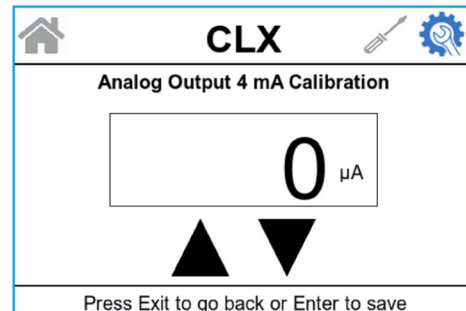 CLX
Analog Output 4 mA Calibration
0 µA
Press Exit to go back or Enter to save